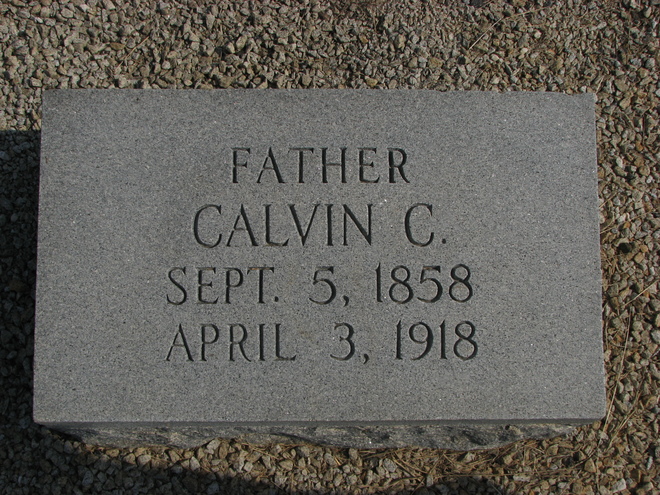 FATHER
CALVIN C.
SEPT. 5, 1858
APRIL 3, 1918